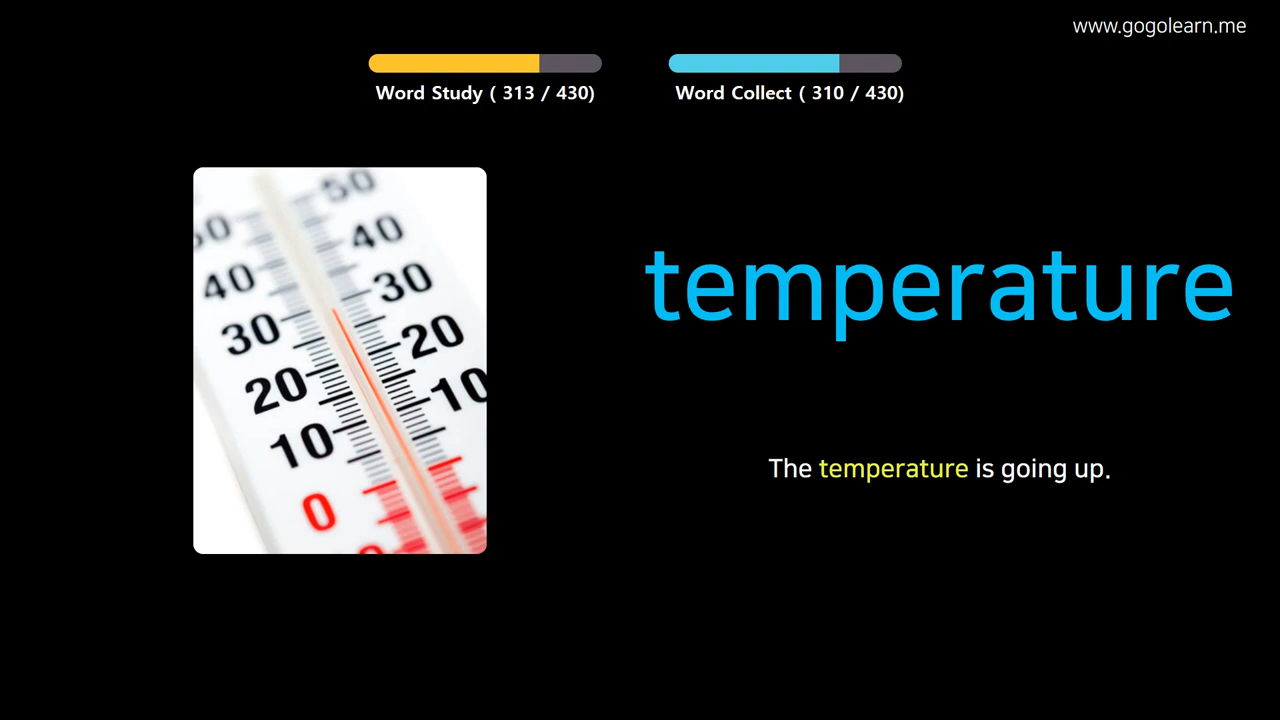 www.gogolearn.me
Word Study ( 313 / 430)
Word Collect ( 310 / 430)
50
50
40
40
30
30
20
20
10
10
0
temperature
The temperature is going up.